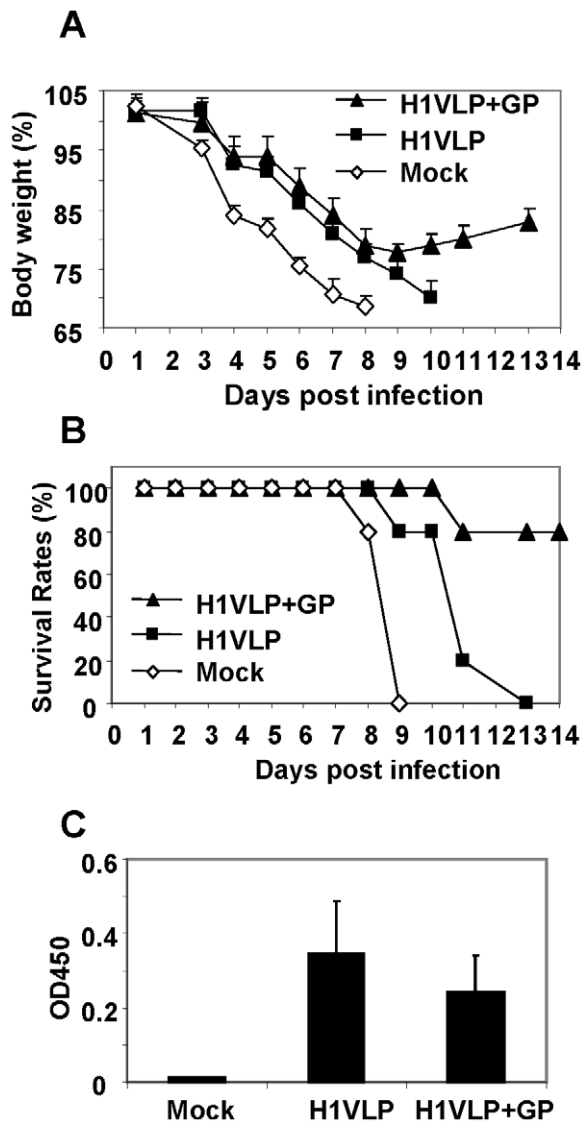 A
105
95
85
75
65
Body weight (%)
H1VLP+GP
H1VLP
Mock
0 1 2 3 4 5 6 7 8 9 10 11 12 13 14
Days post infection
B
100
80
60
40
20
0
Survival Rates (%)
H1VLP+GP
H1VLP
Mock
0 1 2 3 4 5 6 7 8 9 10 11 12 13 14
Days post infection
C
0.6
0.4
0.2
0
OD450
Mock H1VLP H1VLP+GP